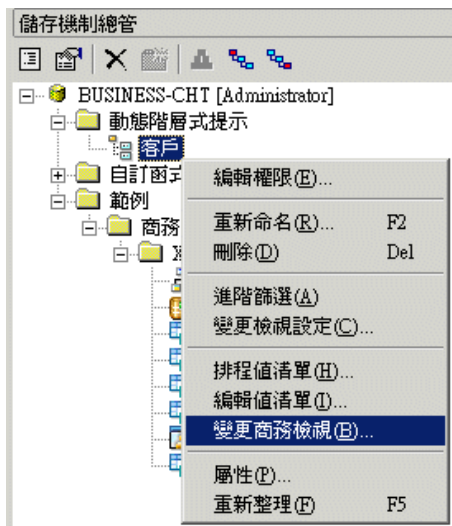 儲存機制總管
BUSINESS-CHT [Administrator]
動態階層式提示
客戶
自訂函式
範例
商務
X
編輯權限(E)...
重新命名(R)... F2
刪除(D) Del
進階篩選(A)
變更檢視設定(C)...
排程值清單(H)...
編輯值清單(I)...
變更商務檢視(B)...
屬性(P)...
重新整理(F) F5